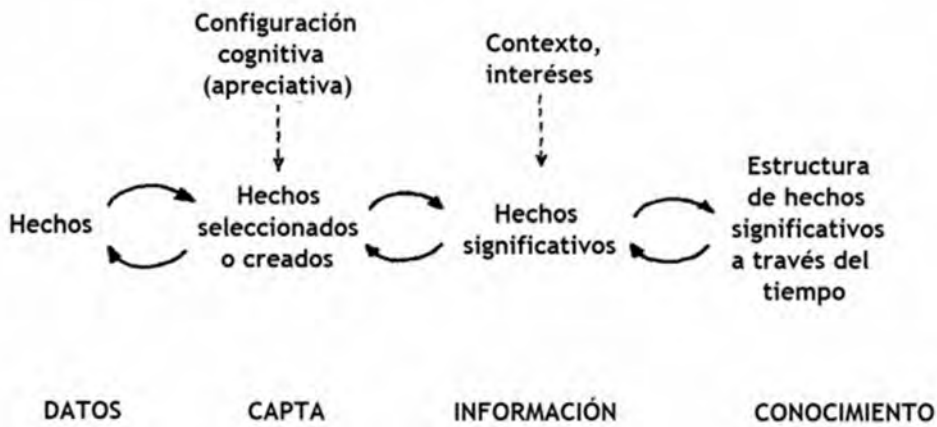 Configuración
cognitiva
(apreciativa)
Contexto,
interéses
Hechos
Hechos
seleccionados
o creados
Hechos
significativos
Estructura
de hechos
significativos
a través del
tiempo
DATOS
CAPTA
INFORMACIÓN
CONOCIMIENTO